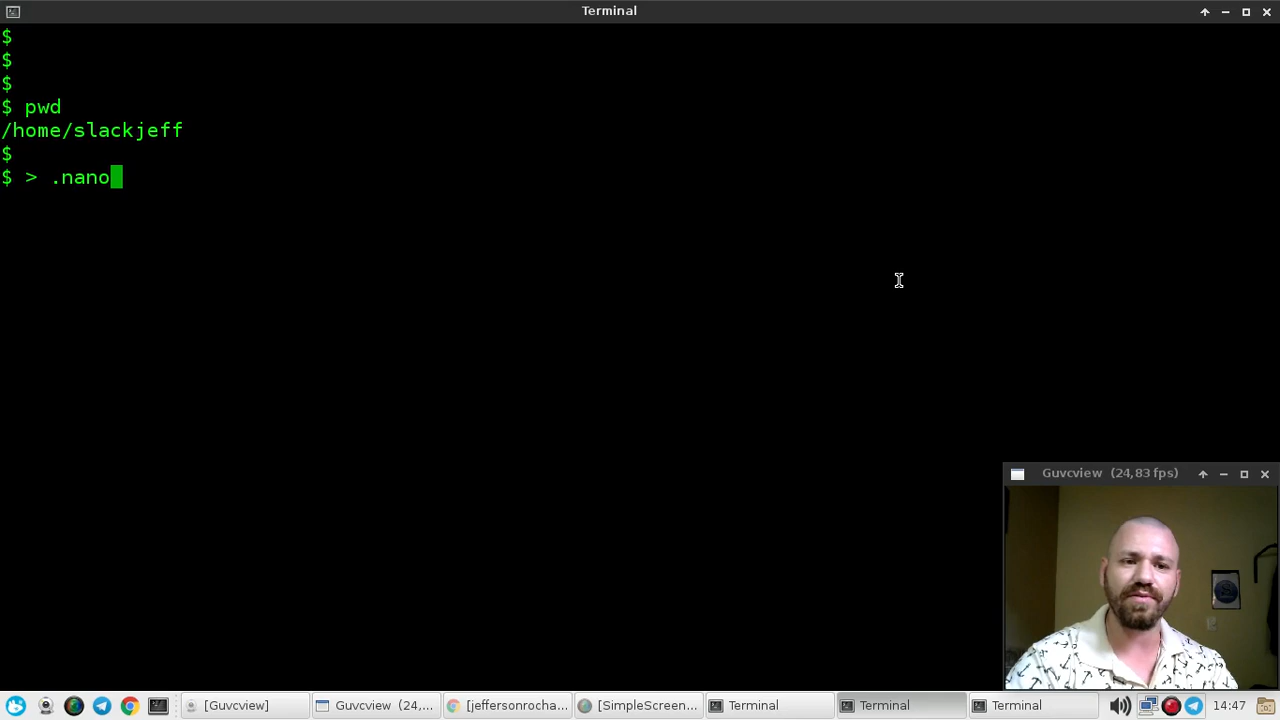 Terminal
$
$
$
$ pwd
/home/slackjeff
$
$ > .nano
Guvcview (24,83 fps)
[Guvcview]
Guvcview (24,...
[jeffersonrocha...
[SimpleScreen...
Terminal
Terminal
Terminal
14:47